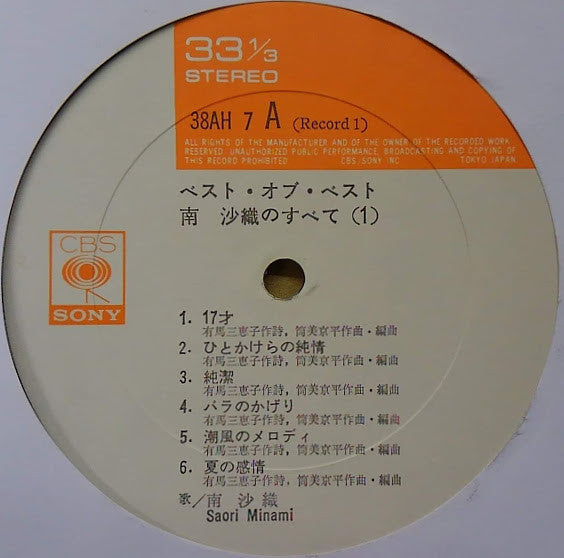 33 1/3
STEREO
38AH 7 A (Record 1)
ALL RIGHTS OF THE MANUFACTURER AND OF THE OWNER OF THE RECORDED WORK
RESERVED. UNAUTHORIZED PUBLIC PERFORMANCE, BROADCASTING AND COPYING OF
THIS RECORD PROHIBITED CBS/SONY INC. TOKYO JAPAN
ベスト・オブ・ベスト
南 沙織のすべて (1)
CBS
SONY
1. 17才
有馬三恵子作詩, 筒美京平作曲・編曲
2. ひとかけらの純情
有馬三恵子作詩, 筒美京平作曲・編曲
3. 純潔
有馬三恵子作詩, 筒美京平作曲・編曲
4. バラのかげり
有馬三恵子作詩, 筒美京平作曲・編曲
5. 潮風のメロディ
有馬三恵子作詩, 筒美京平作曲・編曲
6. 夏の感情
有馬三恵子作詩, 筒美京平作曲・編曲
歌/南 沙織
Saori Minami